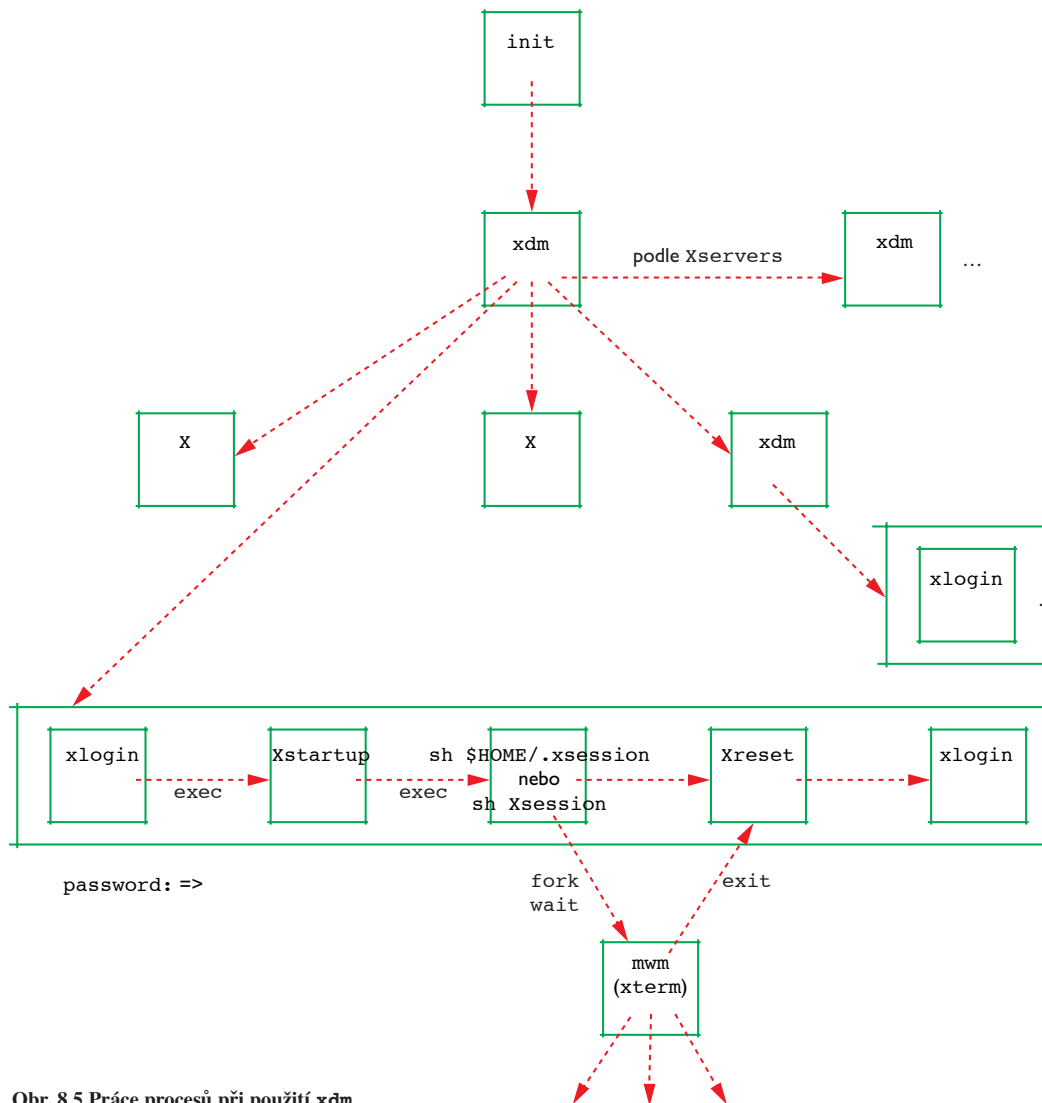 init
xdm
podle Xservers
xdm
...
X
X
xdm
xlogin
xlogin
Xstartup
sh $HOME/.xsession
nebo
sh Xsession
Xreset
xlogin
exec
exec
password: =>
fork
wait
exit
mwm
(xterm)
Obr. 8.5 Práce procesů při použití xdm